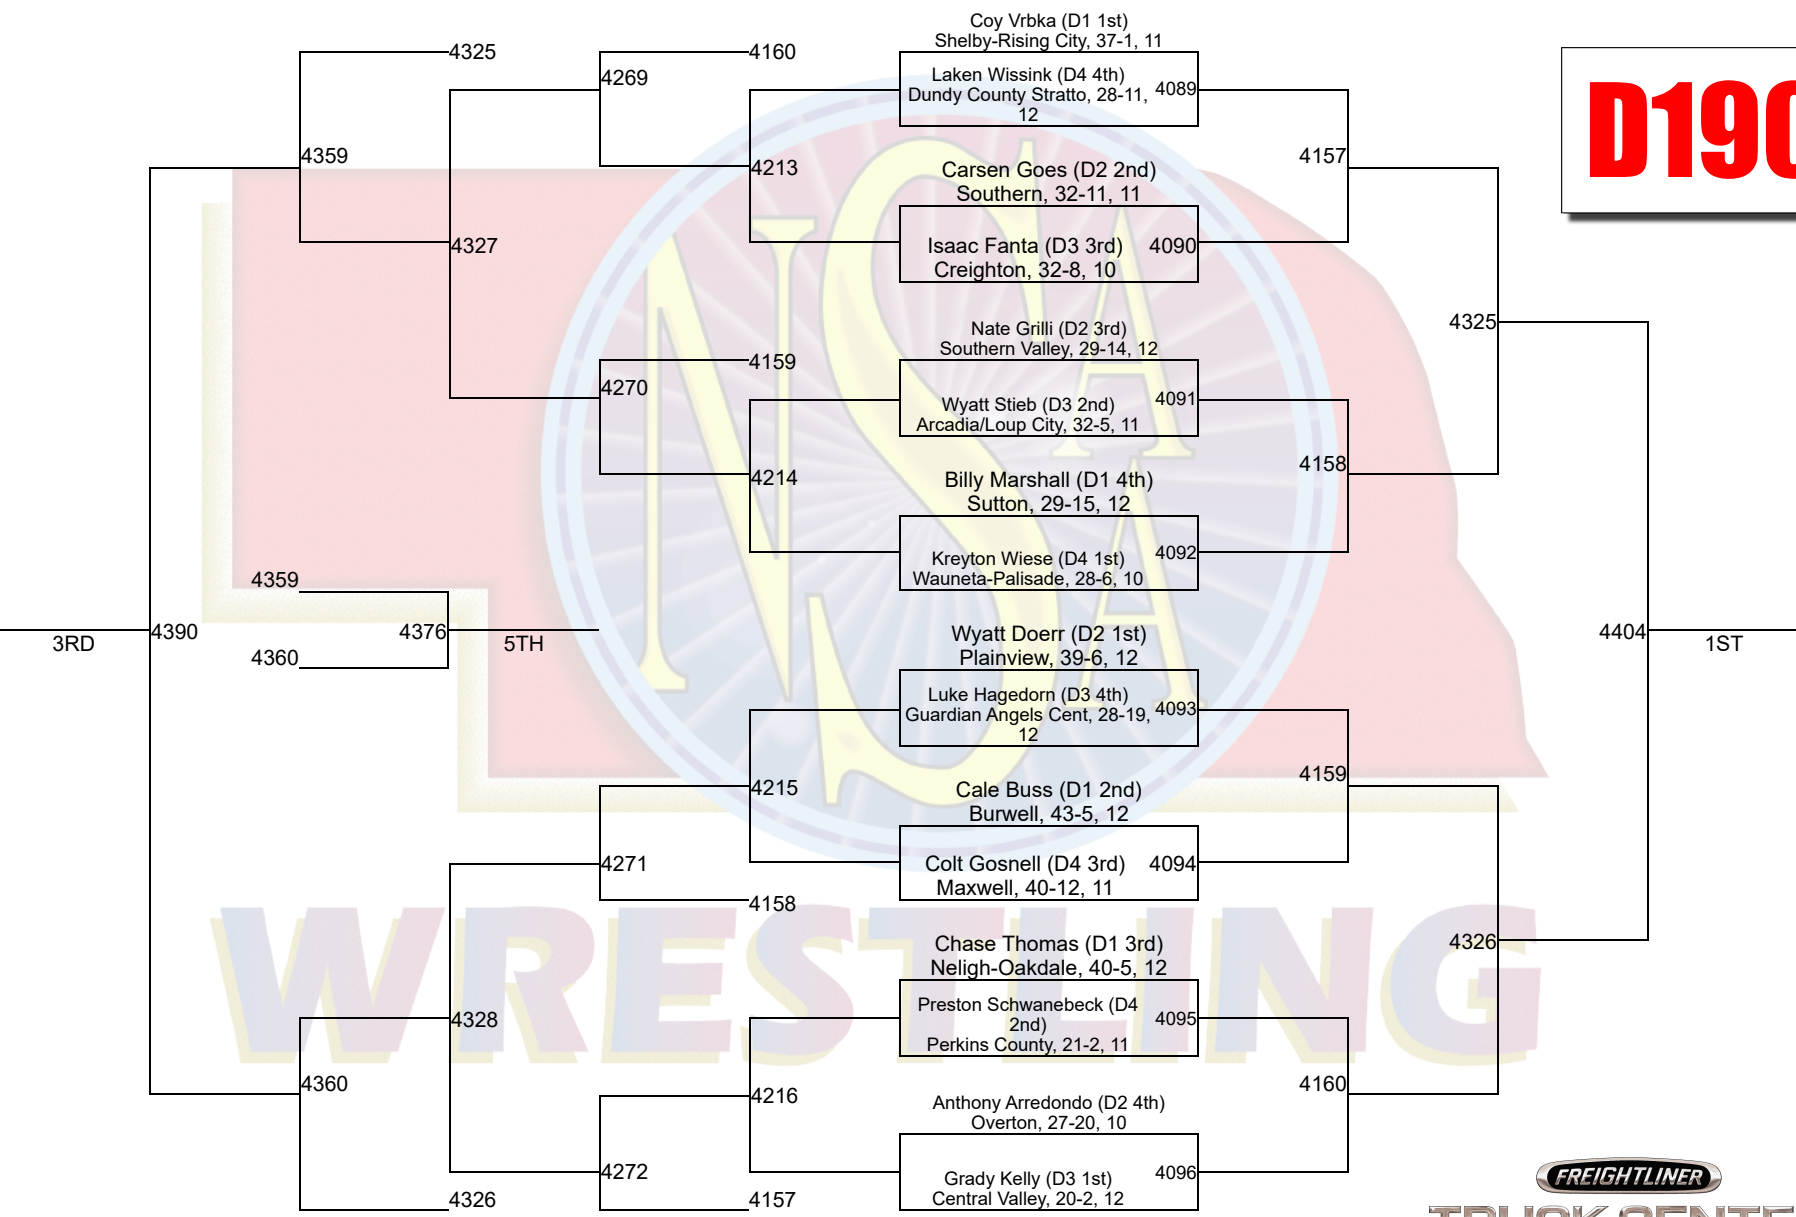 Coy Vrbka (D1 1st)
Shelby-Rising City, 37-1, 11
4325
4160
4269
Laken Wissink (D4 4th)
Dundy County Stratto, 28-11,
12
4089
D190
4359
4213
Carsen Goes (D2 2nd)
Southern, 32-11, 11
4157
4327
Isaac Fanta (D3 3rd)
Creighton, 32-8, 10
4090
Nate Grilli (D2 3rd)
Southern Valley, 29-14, 12
4325
4159
4270
Wyatt Stieb (D3 2nd)
Arcadia/Loup City, 32-5, 11
4091
4214
Billy Marshall (D1 4th)
Sutton, 29-15, 12
4158
Kreyton Wiese (D4 1st)
Wauneta-Palisade, 28-6, 10
4092
4359
3RD
4390
4376
5TH
4360
Wyatt Doerr (D2 1st)
Plainview, 39-6, 12
4404
1ST
Luke Hagedorn (D3 4th)
Guardian Angels Cent, 28-19,
12
4093
4215
Cale Buss (D1 2nd)
Burwell, 43-5, 12
4159
4271
Colt Gosnell (D4 3rd)
Maxwell, 40-12, 11
4094
4158
Chase Thomas (D1 3rd)
Neligh-Oakdale, 40-5, 12
4326
4328
Preston Schwanebeck (D4
2nd)
Perkins County, 21-2, 11
4095
4360
4216
Anthony Arredondo (D2 4th)
Overton, 27-20, 10
4160
4272
Grady Kelly (D3 1st)
Central Valley, 20-2, 12
4096
4326
4157
NSAA
WRESTLING
FREIGHTLINER